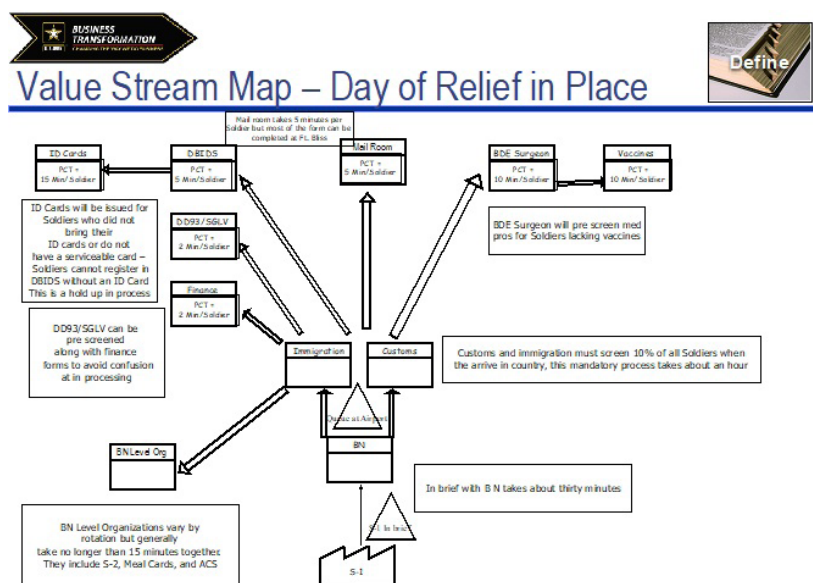 BUSINESS
TRANSFORMATION
Define
Value Stream Map – Day of Relief in Place
Mail room takes 5 minutes per
Soldier but most of the form can be
completed at Ft. Bliss
ID Cards
PCT =
15 Min/Soldier
DBIDS
PCT =
5 Min/Soldier
Mail Room
PCT =
5 Min/Soldier
BDE Surgeon
PCT =
10 Min/Soldier
Vaccines
PCT =
10 Min/Soldier
ID Cards will be issued for
Soldiers who did not
bring their
ID cards or do not
have a serviceable card –
Soldiers cannot register in
DBIDS without an ID Card
This is a hold up in process
DD93/SGLV
PCT =
2 Min/Soldier
BDE Surgeon will pre screen med
pros for Soldiers lacking vaccines
Finance
PCT =
2 Min/Soldier
DD93/SGLV can be
pre screened
along with finance
forms to avoid confusion
at in processing
Immigration
Customs
Customs and immigration must screen 10% of all Soldiers when
the arrive in country, this mandatory process takes about an hour
Queue at Airport
BN
BN Level Org
In brief with B N takes about thirty minutes
BN Level Organizations vary by
rotation but generally
take no longer than 15 minutes together.
They include S-2, Meal Cards, and ACS
S-1 In brief
S-1